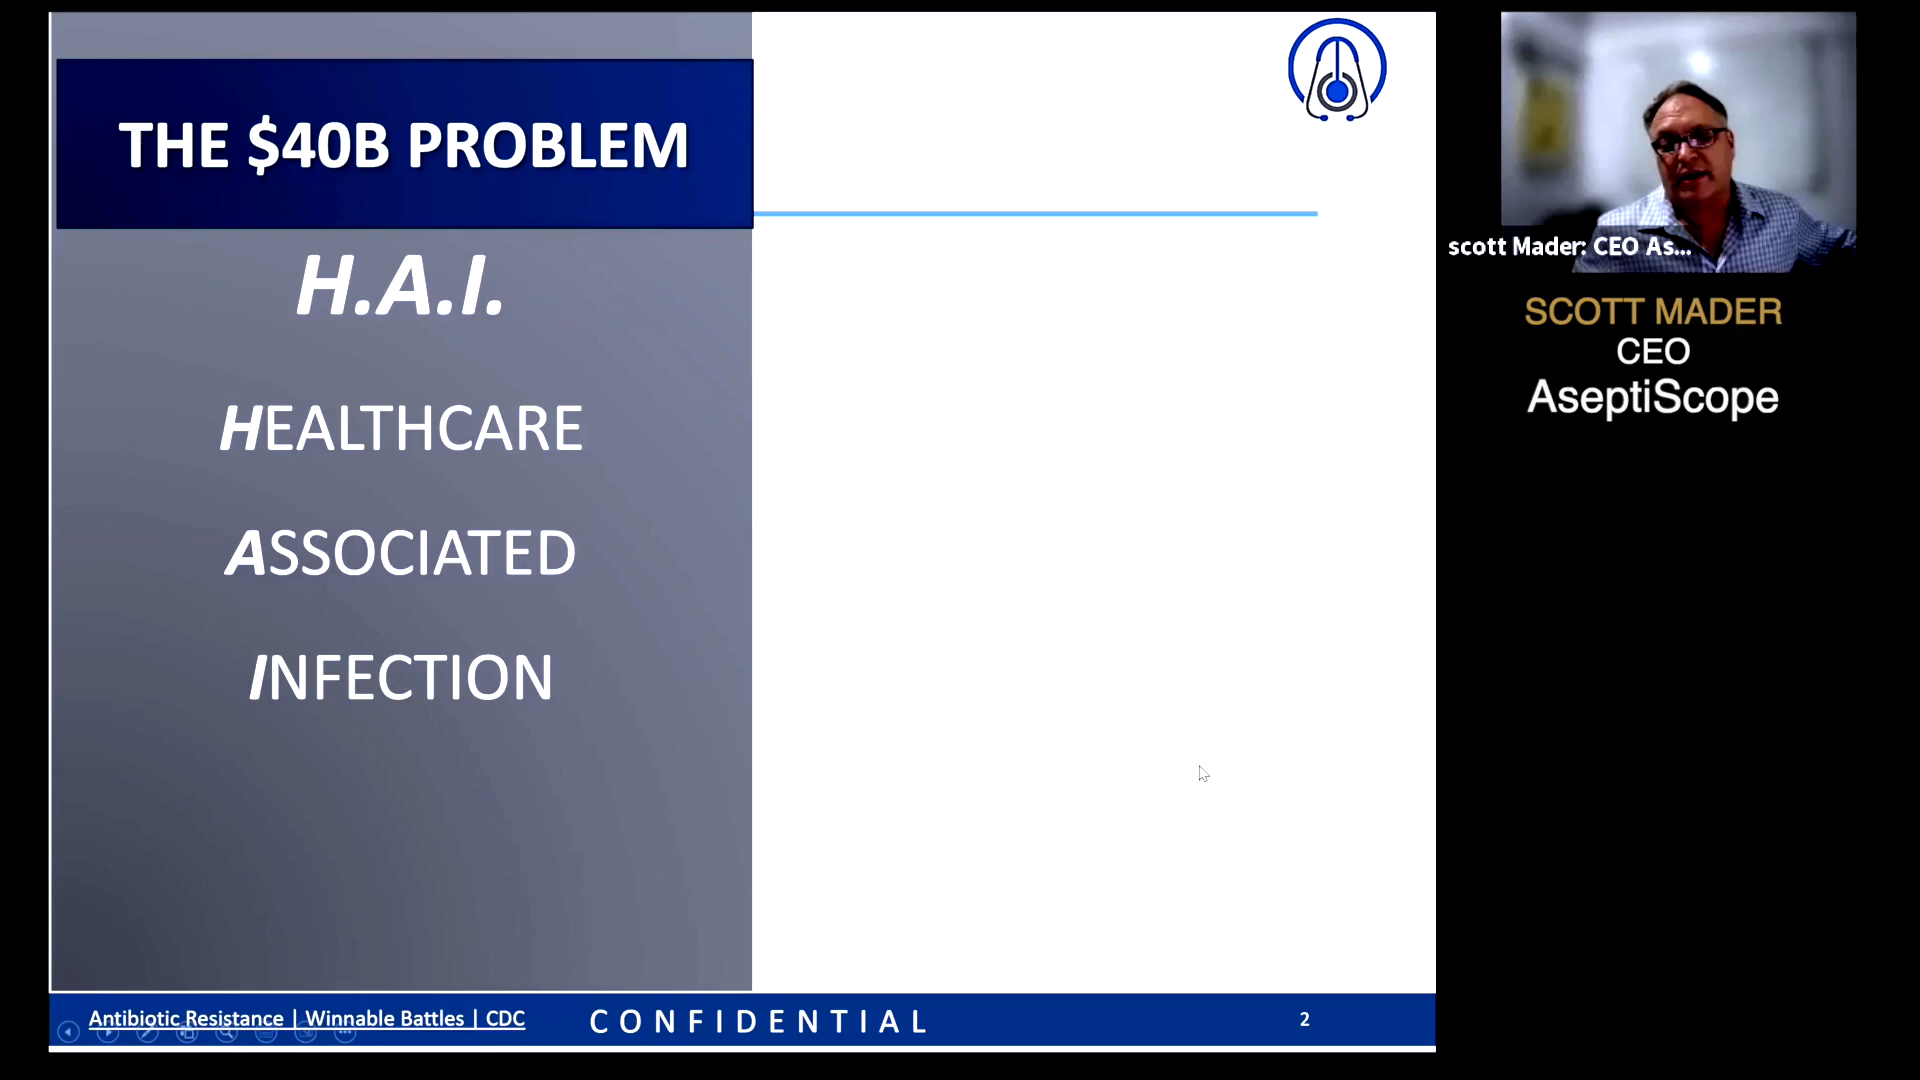 THE $40B PROBLEM
H.A.I.
HEALTHCARE
ASSOCIATED
INFECTION
Antibiotic Resistance | Winnable Battles | CDC
CONFIDENTIAL
2
scott Mader: CEO As...
SCOTT MADER
CEO
AseptiScope